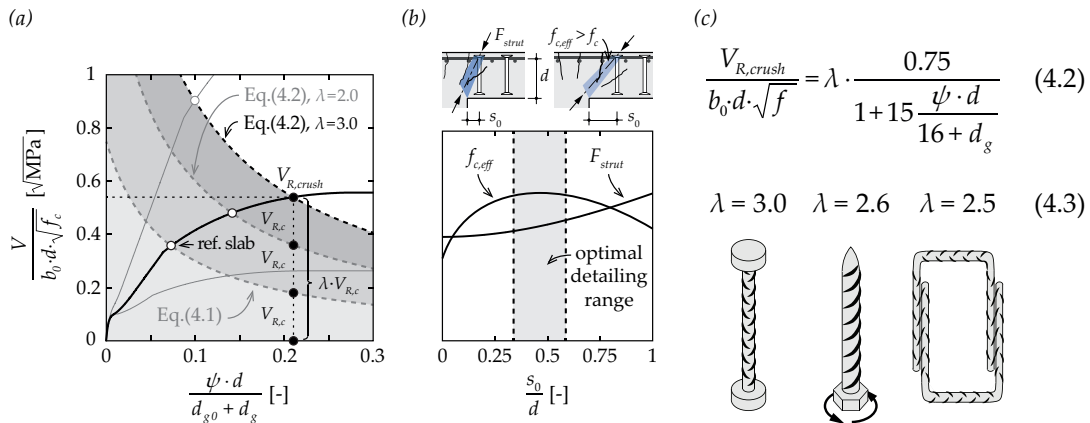 (a)
1
0.8
0.6
0.4
0.2
0
V / b0·d·√fc [√MPa]
Eq.(4.2), λ=2.0
Eq.(4.2), λ=3.0
VR,crush
VR,c
ref. slab
VR,c
λ·VR,c
VR,c
Eq.(4.1)
0 0.1 0.2 0.3
ψ · d / dg0 + dg [-]
(b)
Fstrut
fc,eff > fc
d
s0 s0
fc,eff Fstrut
optimal
detailing
range
0 0.25 0.5 0.75 1
s0 / d
(c)
VR,crush / b0·d·√f = λ · 0.75 / 1+15 ψ·d / 16+dg (4.2)
λ = 3.0 λ = 2.6 λ = 2.5 (4.3)